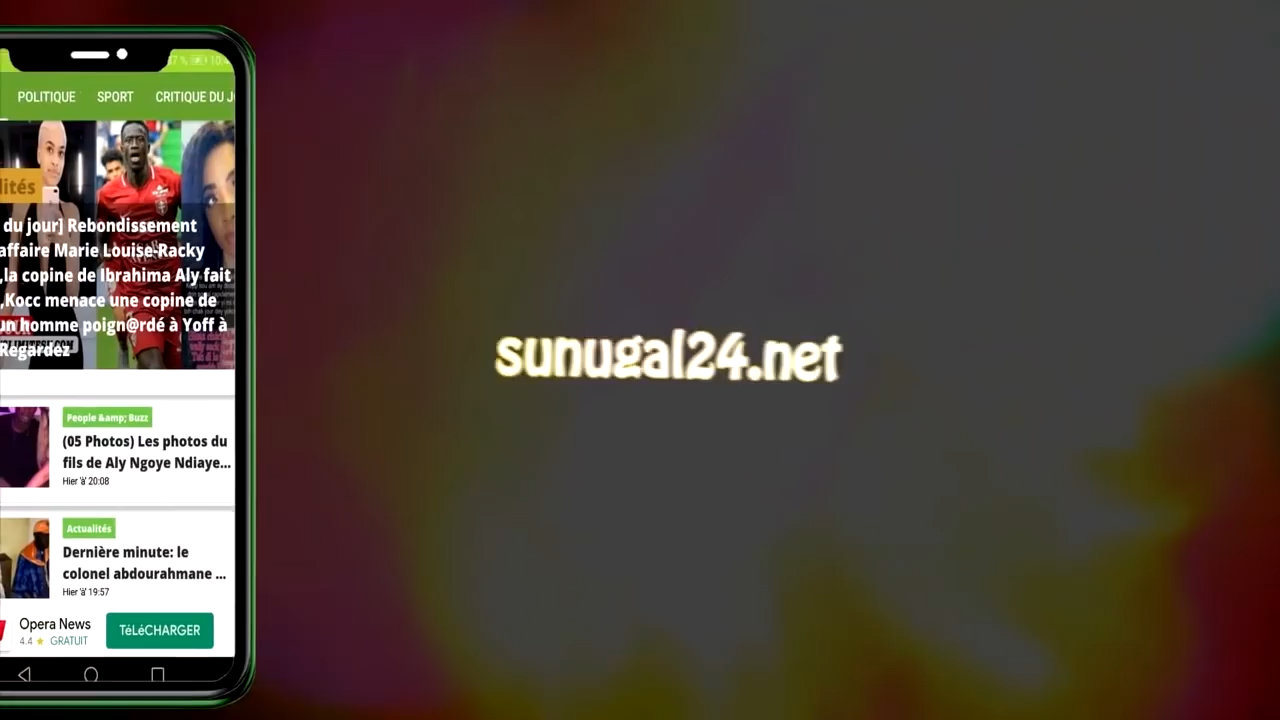 POLITIQUE SPORT CRITIQUE DU
lités
du jour] Rebondissement
affaire Marie Louise-Racky
,la copine de Ibrahima Aly fait
,Kocc menace une copine de
un homme poign@rdé à Yoff à
Regardez
People &amp; Buzz
(05 Photos) Les photos du
fils de Aly Ngoye Ndiaye...
Hier 'à' 20:08
Actualités
Dernière minute: le
colonel abdourahmane ...
Hier 'à' 19:57
Opera News
4.4 ★ GRATUIT
TéLéCHARGER
sunugal24.net